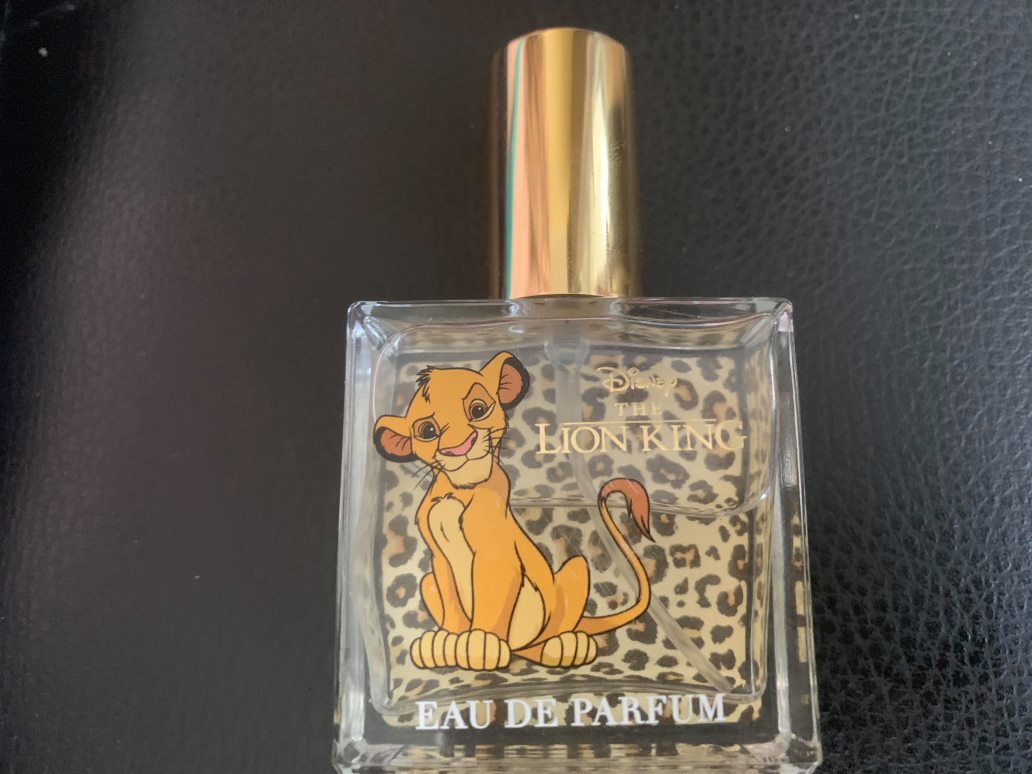 Disney
THE
LION KING
EAU DE PARFUM